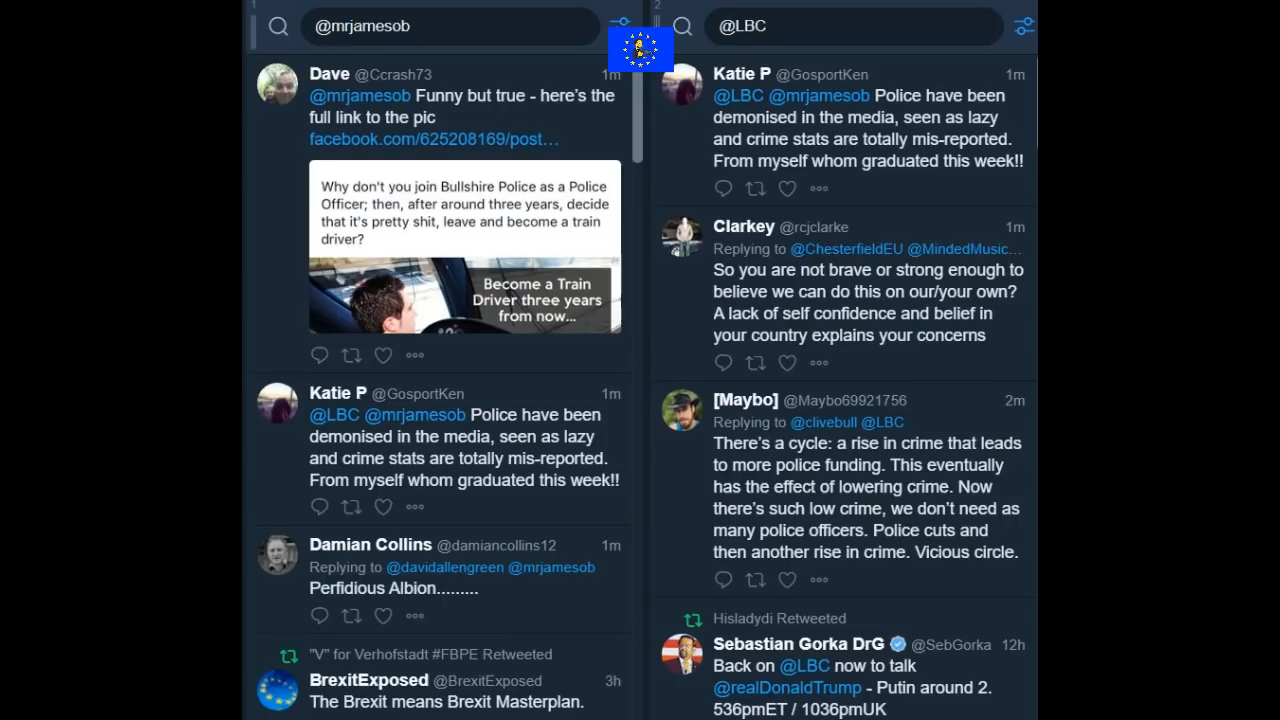 1
@mrjamesob
Dave @Ccrash73 1m
@mrjamesob Funny but true - here's the
full link to the pic
facebook.com/625208169/post…
Why don't you join Bullshire Police as a Police
Officer; then, after around three years, decide
that it's pretty shit, leave and become a train
driver?
Become a Train
Driver three years
from now...
Katie P @GosportKen 1m
@LBC @mrjamesob Police have been
demonised in the media, seen as lazy
and crime stats are totally mis-reported.
From myself whom graduated this week!!
Damian Collins @damiancollins12 1m
Replying to @davidallengreen @mrjamesob
Perfidious Albion.........
"V" for Verhofstadt #FBPE Retweeted
BrexitExposed @BrexitExposed 3h
The Brexit means Brexit Masterplan.
2
@LBC
Katie P @GosportKen 1m
@LBC @mrjamesob Police have been
demonised in the media, seen as lazy
and crime stats are totally mis-reported.
From myself whom graduated this week!!
Clarkey @rcjclarke 1m
Replying to @ChesterfieldEU @MindedMusic…
So you are not brave or strong enough to
believe we can do this on our/your own?
A lack of self confidence and belief in
your country explains your concerns
[Maybo] @Maybo69921756 2m
Replying to @clivebull @LBC
There's a cycle: a rise in crime that leads
to more police funding. This eventually
has the effect of lowering crime. Now
there's such low crime, we don't need as
many police officers. Police cuts and
then another rise in crime. Vicious circle.
Hisladydi Retweeted
Sebastian Gorka DrG @SebGorka 12h
Back on @LBC now to talk
@realDonaldTrump - Putin around 2.
536pmET / 1036pmUK